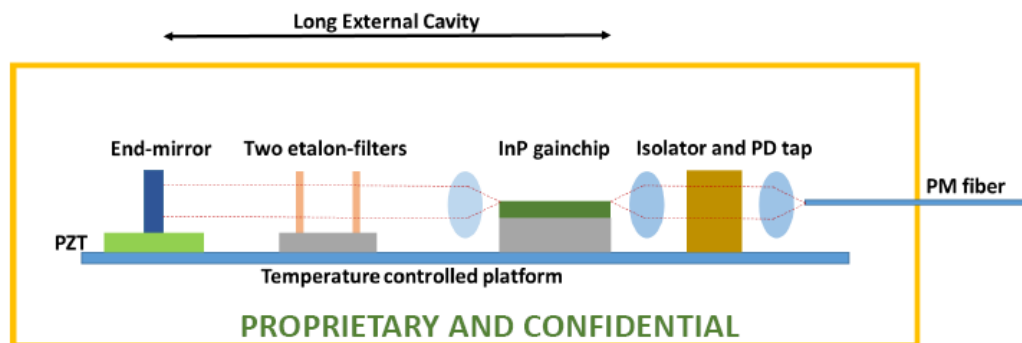 Long External Cavity
End-mirror
Two etalon-filters
InP gainchip
Isolator and PD tap
PM fiber
PZT
Temperature controlled platform
PROPRIETARY AND CONFIDENTIAL